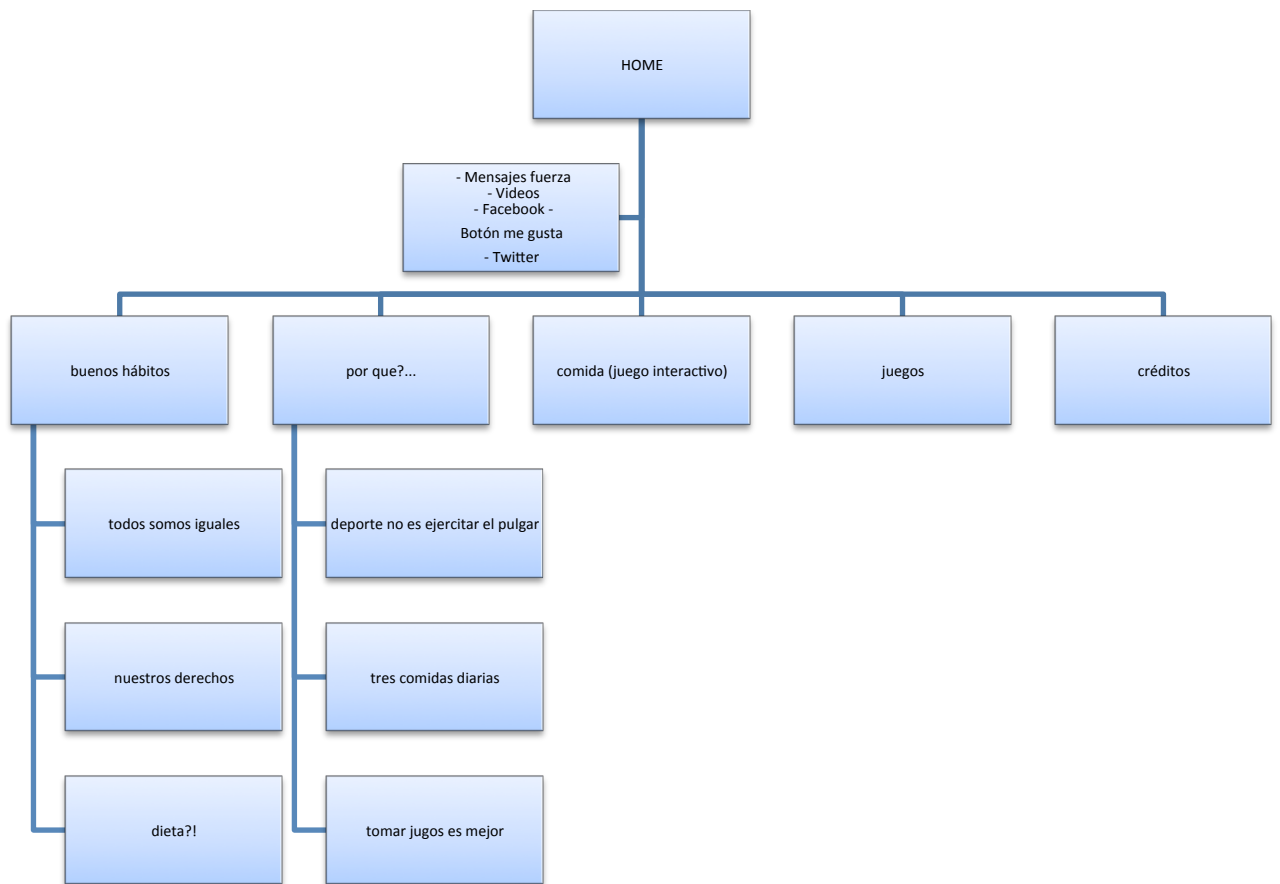 HOME
- Mensajes fuerza
- Videos
- Facebook -
Botón me gusta
- Twitter
buenos hábitos
por que?...
comida (juego interactivo)
juegos
créditos
todos somos iguales
deporte no es ejercitar el pulgar
nuestros derechos
tres comidas diarias
dieta?!
tomar jugos es mejor